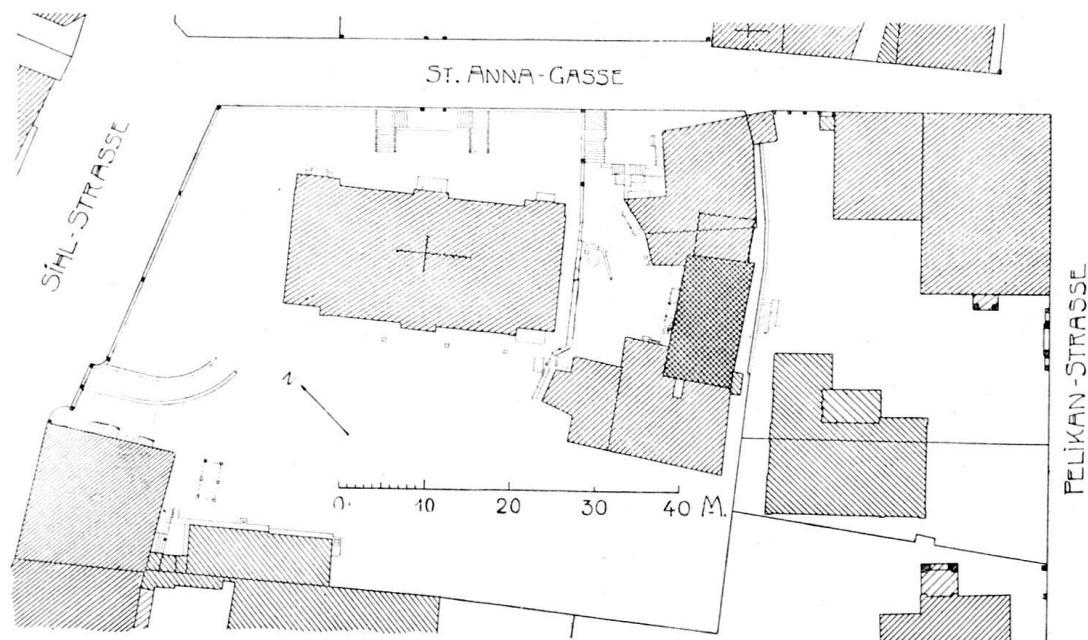 ST. ANNA-GASSE
SIHL-STRASSE
PELIKAN-STRASSE
N
0 10 20 30 40 M.